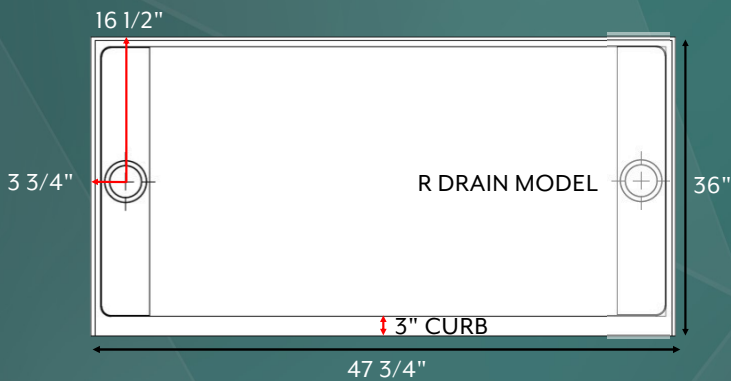 16 1/2"
3 3/4"
R DRAIN MODEL
36"
3" CURB
47 3/4"